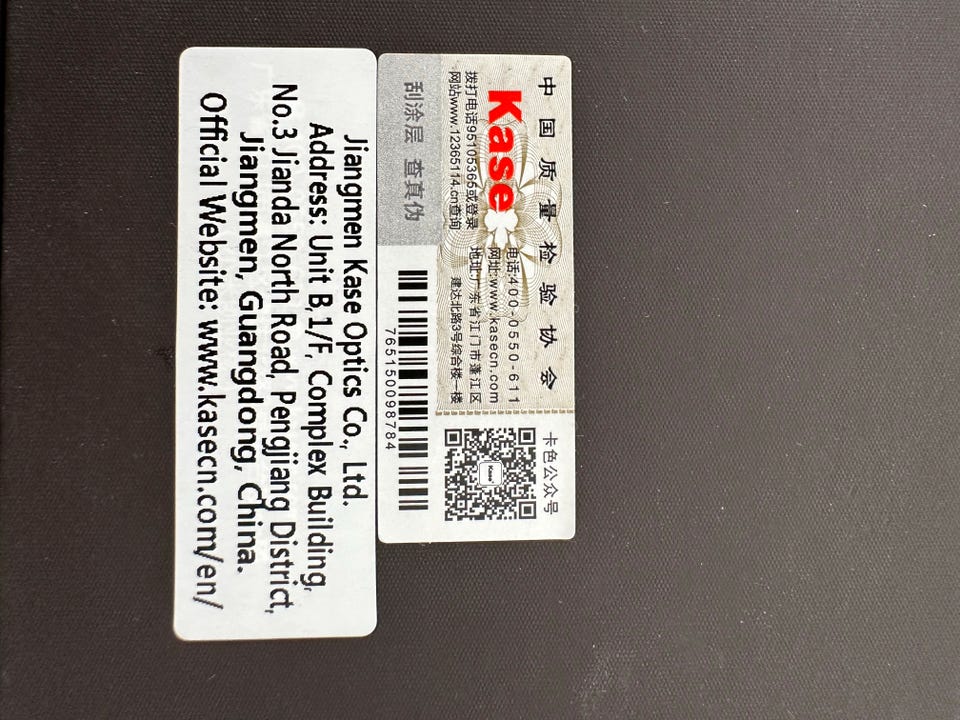 中国质量检验协会
Kase
电话:400-0550-611
网址:www.kasecn.com
拨打电话95105365或登录
地址:广东省江门市蓬江区
网站www.12365114.cn查询
建达北路3号综合楼一楼
刮涂层 查真伪
765150098784
卡色公众号
Kase
Jiangmen Kase Optics Co., Ltd.
Address: Unit B,1/F, Complex Building,
No.3 Jianda North Road, Pengjiang District,
Jiangmen, Guangdong, China.
Official Website: www.kasecn.com/en/